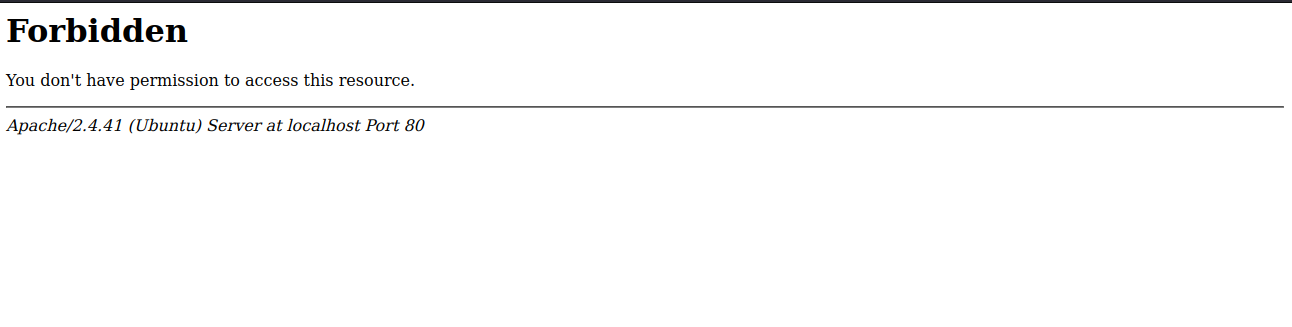 Forbidden
You don't have permission to access this resource.
Apache/2.4.41 (Ubuntu) Server at localhost Port 80